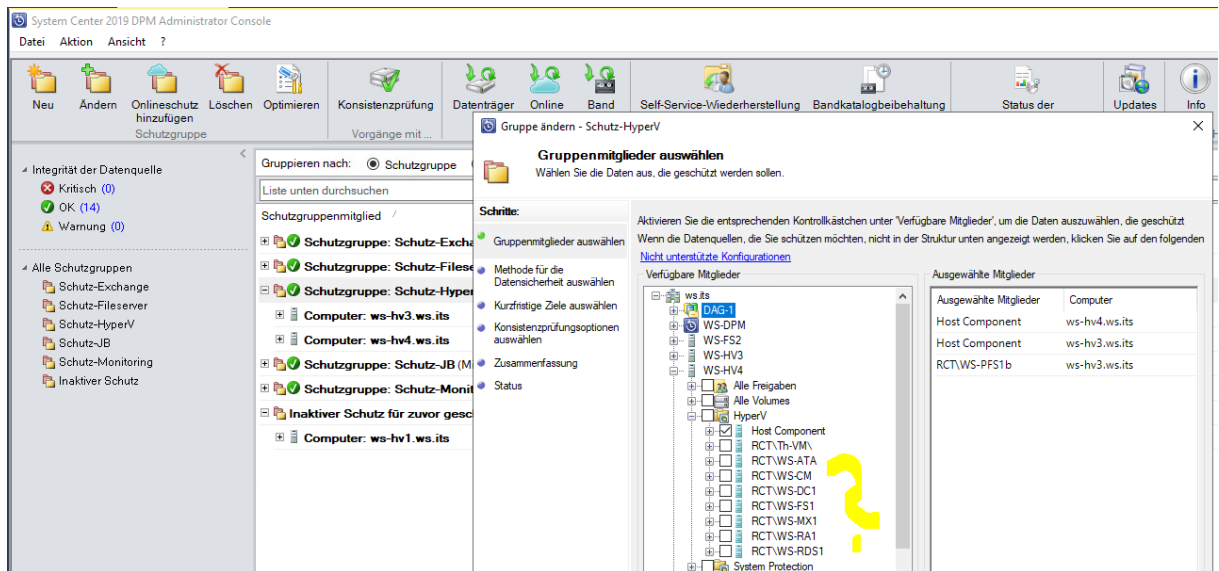 System Center 2019 DPM Administrator Console
Datei Aktion Ansicht ?
Neu Ändern Onlineschutz hinzufügen Löschen Optimieren Konsistenzprüfung Datenträger Online Band Self-Service-Wiederherstellung Bandkatalogbeibehaltung Status der Updates Info
Schutzgruppe Vorgänge mit ...
Integrität der Datenquelle
Kritisch (0)
OK (14)
Warnung (0)
Alle Schutzgruppen
Schutz-Exchange
Schutz-Fileserver
Schutz-HyperV
Schutz-JB
Schutz-Monitoring
Inaktiver Schutz
Gruppieren nach: Schutzgruppe
Liste unten durchsuchen
Schutzgruppenmitglied
Schutzgruppe: Schutz-Excha
Schutzgruppe: Schutz-Filese
Schutzgruppe: Schutz-Hyper
Computer: ws-hv3.ws.its
Computer: ws-hv4.ws.its
Schutzgruppe: Schutz-JB (Mi
Schutzgruppe: Schutz-Monit
Inaktiver Schutz für zuvor gesc
Computer: ws-hv1.ws.its
Gruppe ändern - Schutz-HyperV
Gruppenmitglieder auswählen
Wählen Sie die Daten aus, die geschützt werden sollen.
Schritte:
Gruppenmitglieder auswählen
Methode für die
Datensicherheit auswählen
Kurzfristige Ziele auswählen
Konsistenzprüfungsoptionen
auswählen
Zusammenfassung
Status
Aktivieren Sie die entsprechenden Kontrollkästchen unter 'Verfügbare Mitglieder', um die Daten auszuwählen, die geschützt
Wenn die Datenquellen, die Sie schützen möchten, nicht in der Struktur unten angezeigt werden, klicken Sie auf den folgenden
Nicht unterstützte Konfigurationen
Verfügbare Mitglieder
ws.its
DAG-1
WS-DPM
WS-FS2
WS-HV3
WS-HV4
Alle Freigaben
Alle Volumes
HyperV
Host Component
RCT\Th-VM\
RCT\WS-ATA
RCT\WS-CM
RCT\WS-DC1
RCT\WS-FS1
RCT\WS-MX1
RCT\WS-RA1
RCT\WS-RDS1
System Protection
?
Ausgewählte Mitglieder
Ausgewählte Mitglieder Computer
Host Component ws-hv4.ws.its
Host Component ws-hv3.ws.its
RCT\WS-PFS1b ws-hv3.ws.its